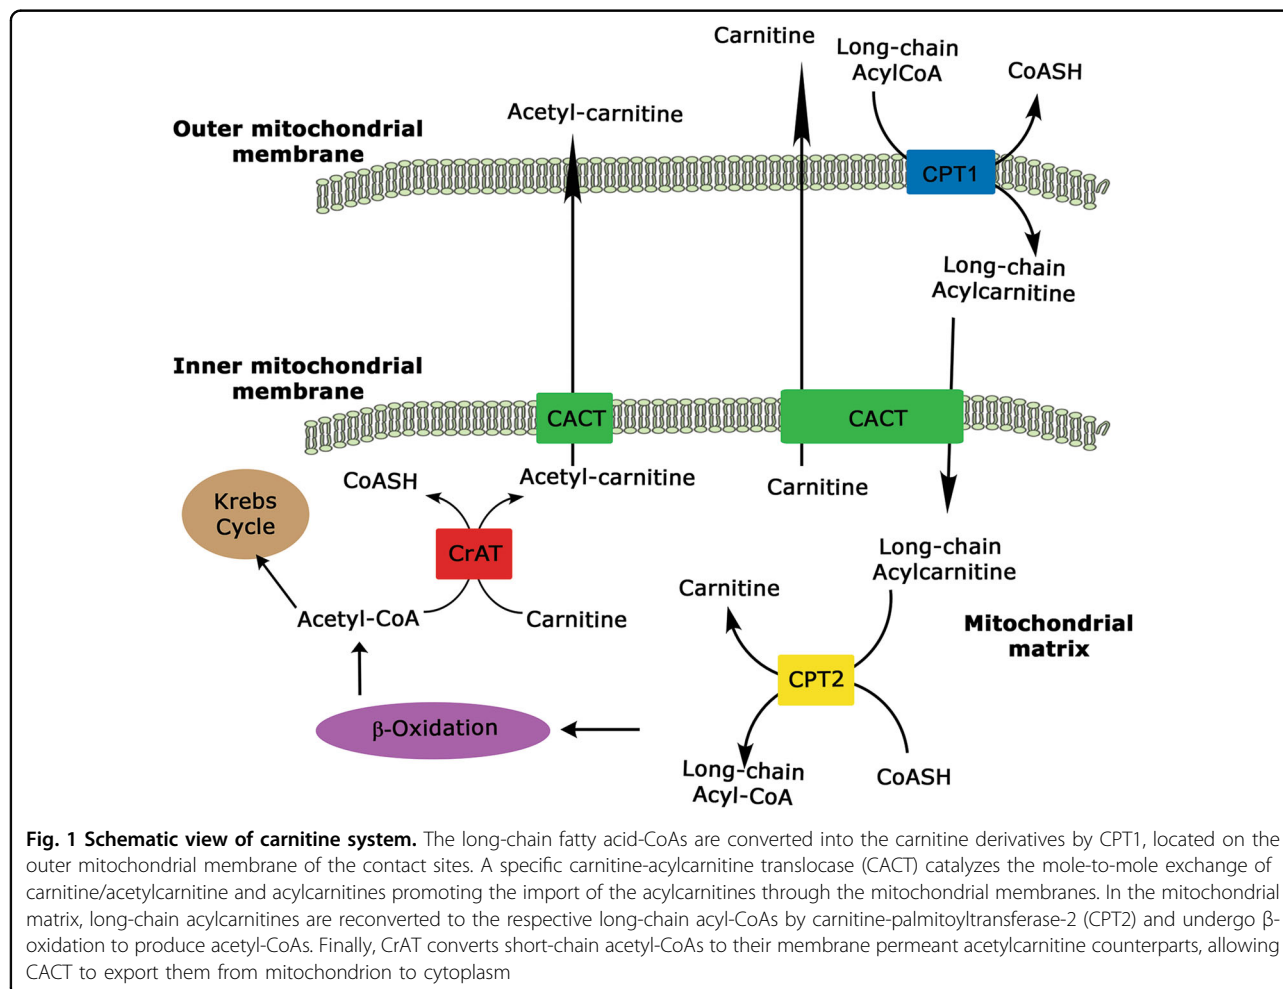 Carnitine
Long-chain
AcylCoA
CoASH
Acetyl-carnitine
Outer mitochondrial
membrane
CPT1
Long-chain
Acylcarnitine
Inner mitochondrial
membrane
CACT
CACT
CoASH
Acetyl-carnitine
Carnitine
Krebs
Cycle
CrAT
Long-chain
Acylcarnitine
Carnitine
Acetyl-CoA
Carnitine
Mitochondrial
matrix
CPT2
β-Oxidation
Long-chain
Acyl-CoA
CoASH
Fig. 1 Schematic view of carnitine system. The long-chain fatty acid-CoAs are converted into the carnitine derivatives by CPT1, located on the
outer mitochondrial membrane of the contact sites. A specific carnitine-acylcarnitine translocase (CACT) catalyzes the mole-to-mole exchange of
carnitine/acetylcarnitine and acylcarnitines promoting the import of the acylcarnitines through the mitochondrial membranes. In the mitochondrial
matrix, long-chain acylcarnitines are reconverted to the respective long-chain acyl-CoAs by carnitine-palmitoyltransferase-2 (CPT2) and undergo β-
oxidation to produce acetyl-CoAs. Finally, CrAT converts short-chain acetyl-CoAs to their membrane permeant acetylcarnitine counterparts, allowing
CACT to export them from mitochondrion to cytoplasm